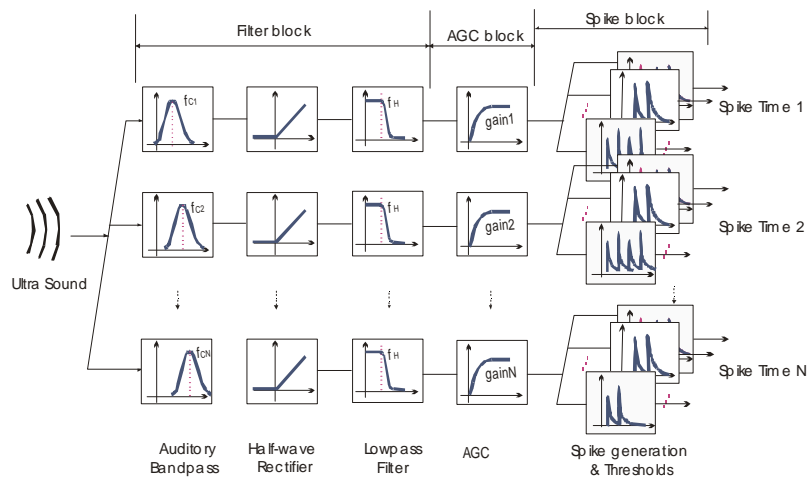 Filter block
AGC block
Spike block
fC1
fH
gain1
Spike Time 1
fC2
fH
gain2
Spike Time 2
Ultra Sound
fCN
fH
gainN
Spike Time N
Auditory
Bandpass
Half-wave
Rectifier
Lowpass
Filter
AGC
Spike generation
& Thresholds